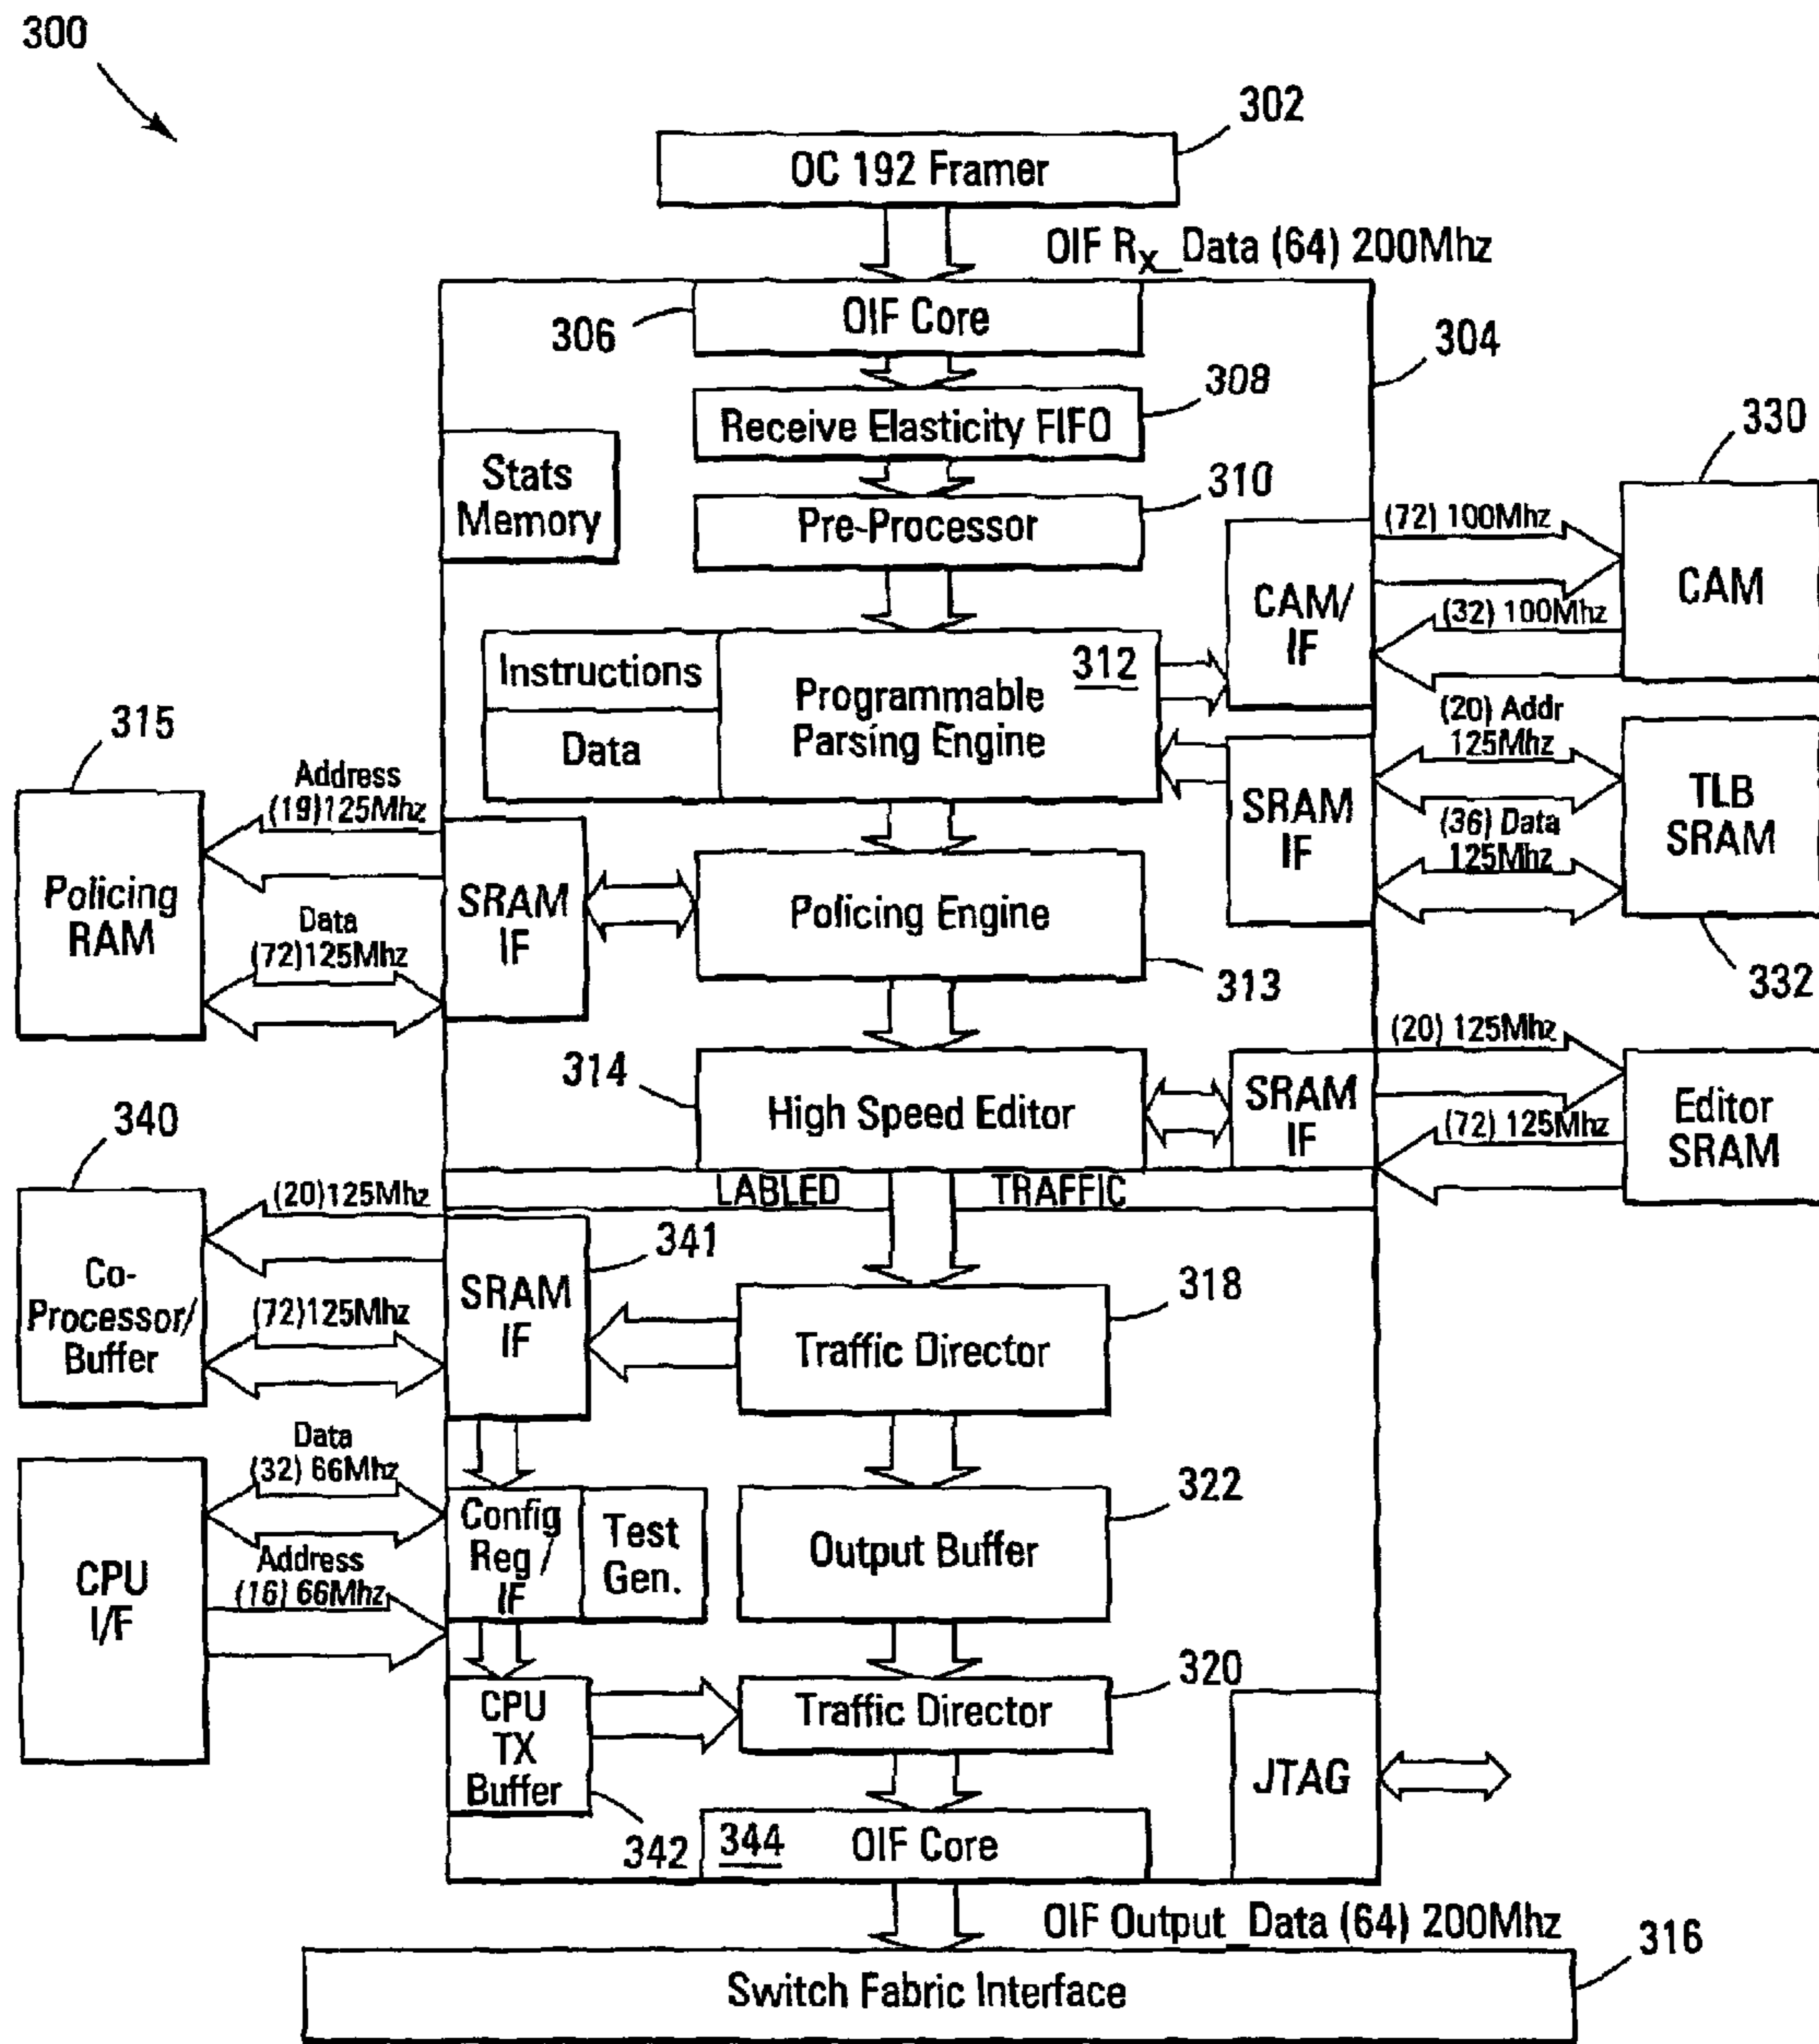 300
302
OC 192 Framer
OIF Rx_Data (64) 200Mhz
306
OIF Core
304
308
Receive Elasticity FIFO
330
Stats
Memory
310
Pre-Processor
(72) 100Mhz
CAM/
IF
CAM
(32) 100Mhz
Instructions
Data
312
Programmable
Parsing Engine
(20) Addr
125Mhz
315
SRAM
IF
TLB
SRAM
(36) Data
125Mhz
Address
(19)125Mhz
Policing
RAM
SRAM
IF
Policing Engine
Data
(72)125Mhz
313
332
(20) 125Mhz
314
High Speed Editor
SRAM
IF
Editor
SRAM
(72) 125Mhz
340
LABLED
TRAFFIC
(20)125Mhz
341
Co-
Processor/
Buffer
SRAM
IF
318
Traffic Director
(72)125Mhz
Data
(32) 66Mhz
322
CPU
I/F
Config
Reg /
IF
Test
Gen.
Output Buffer
Address
(16) 66Mhz
320
CPU
TX
Buffer
Traffic Director
JTAG
342
344
OIF Core
OIF Output_Data (64) 200Mhz
316
Switch Fabric Interface